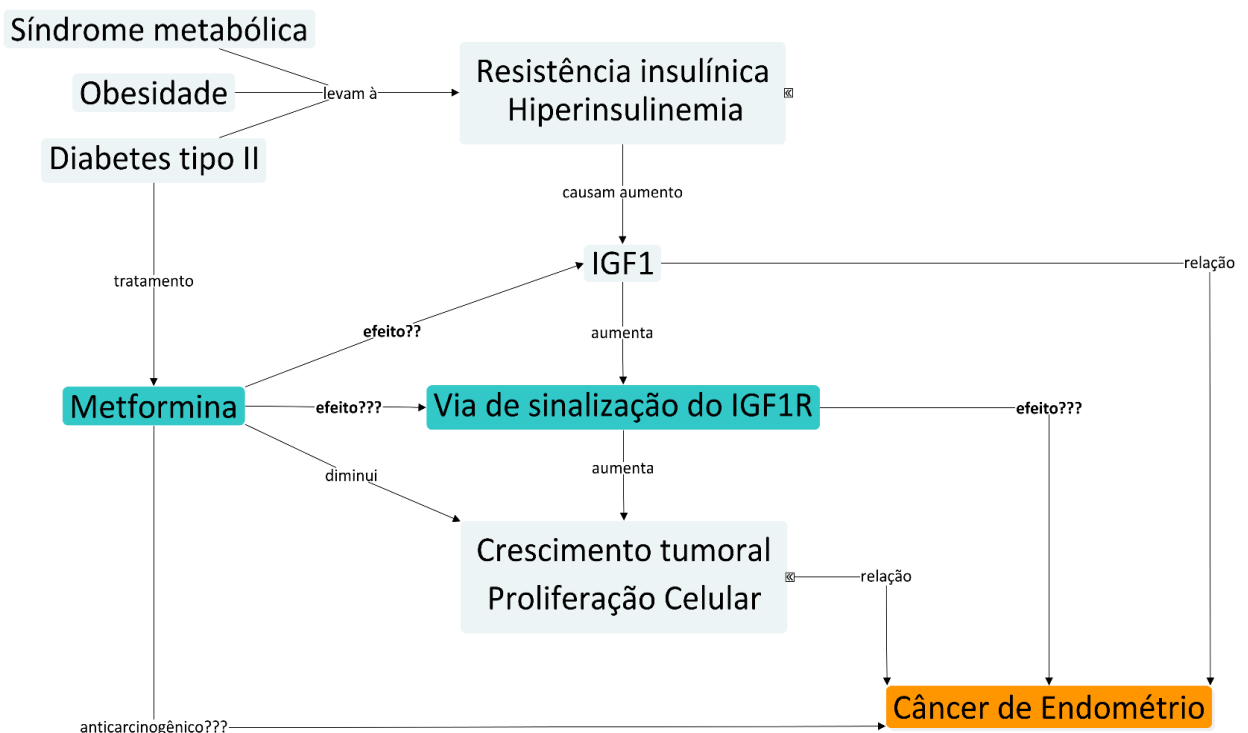 Síndrome metabólica
Obesidade
Diabetes tipo II
levam à
Resistência insulínica
Hiperinsulinemia
causam aumento
IGF1
relação
tratamento
efeito??
aumenta
Metformina
efeito???
Via de sinalização do IGF1R
efeito???
diminui
aumenta
Crescimento tumoral
Proliferação Celular
relação
Câncer de Endométrio
anticarcinogênico???